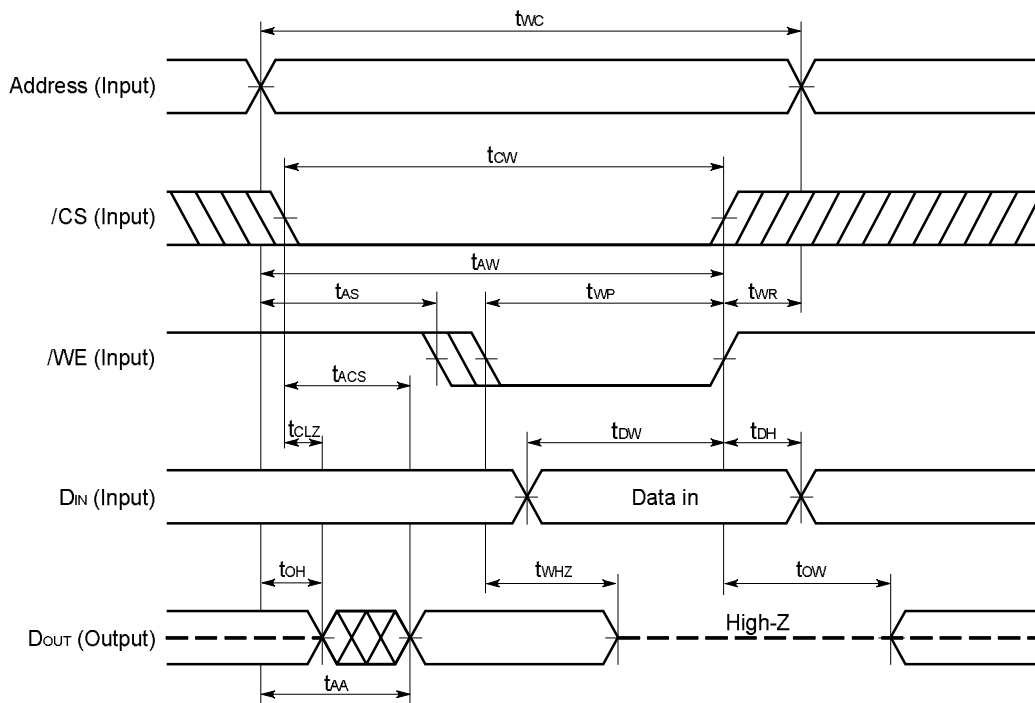 tWC
Address (Input)
tCW
/CS (Input)
tAW
tAS
tWP
tWR
/WE (Input)
tACS
tCLZ
tDW
tDH
DIN (Input)
Data in
tOH
tWHZ
tOW
High-Z
DOUT (Output)
tAA